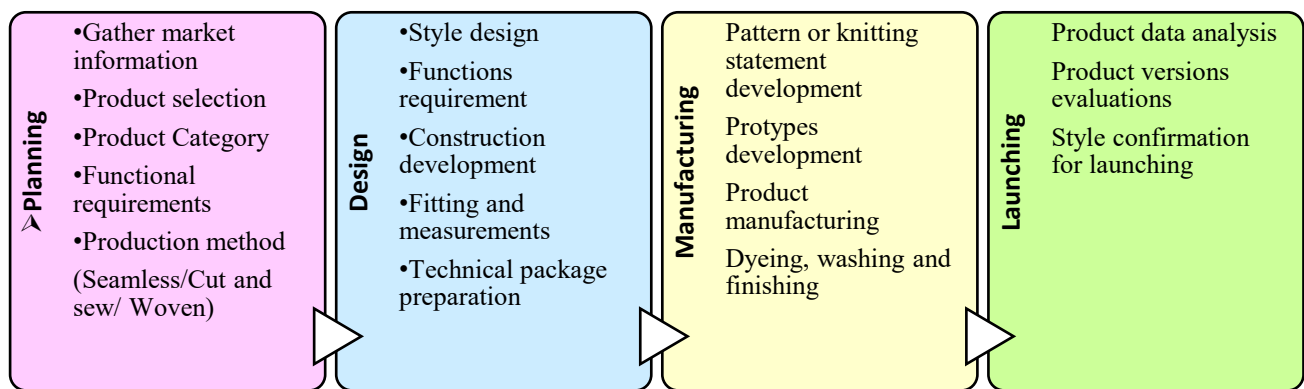 ➢Planning
•Gather market
information
•Product selection
•Product Category
•Functional
requirements
•Production method
(Seamless/Cut and
sew/ Woven)
Design
•Style design
•Functions
requirement
•Construction
development
•Fitting and
measurements
•Technical package
preparation
Manufacturing
Pattern or knitting
statement
development
Protypes
development
Product
manufacturing
Dyeing, washing and
finishing
Launching
Product data analysis
Product versions
evaluations
Style confirmation
for launching